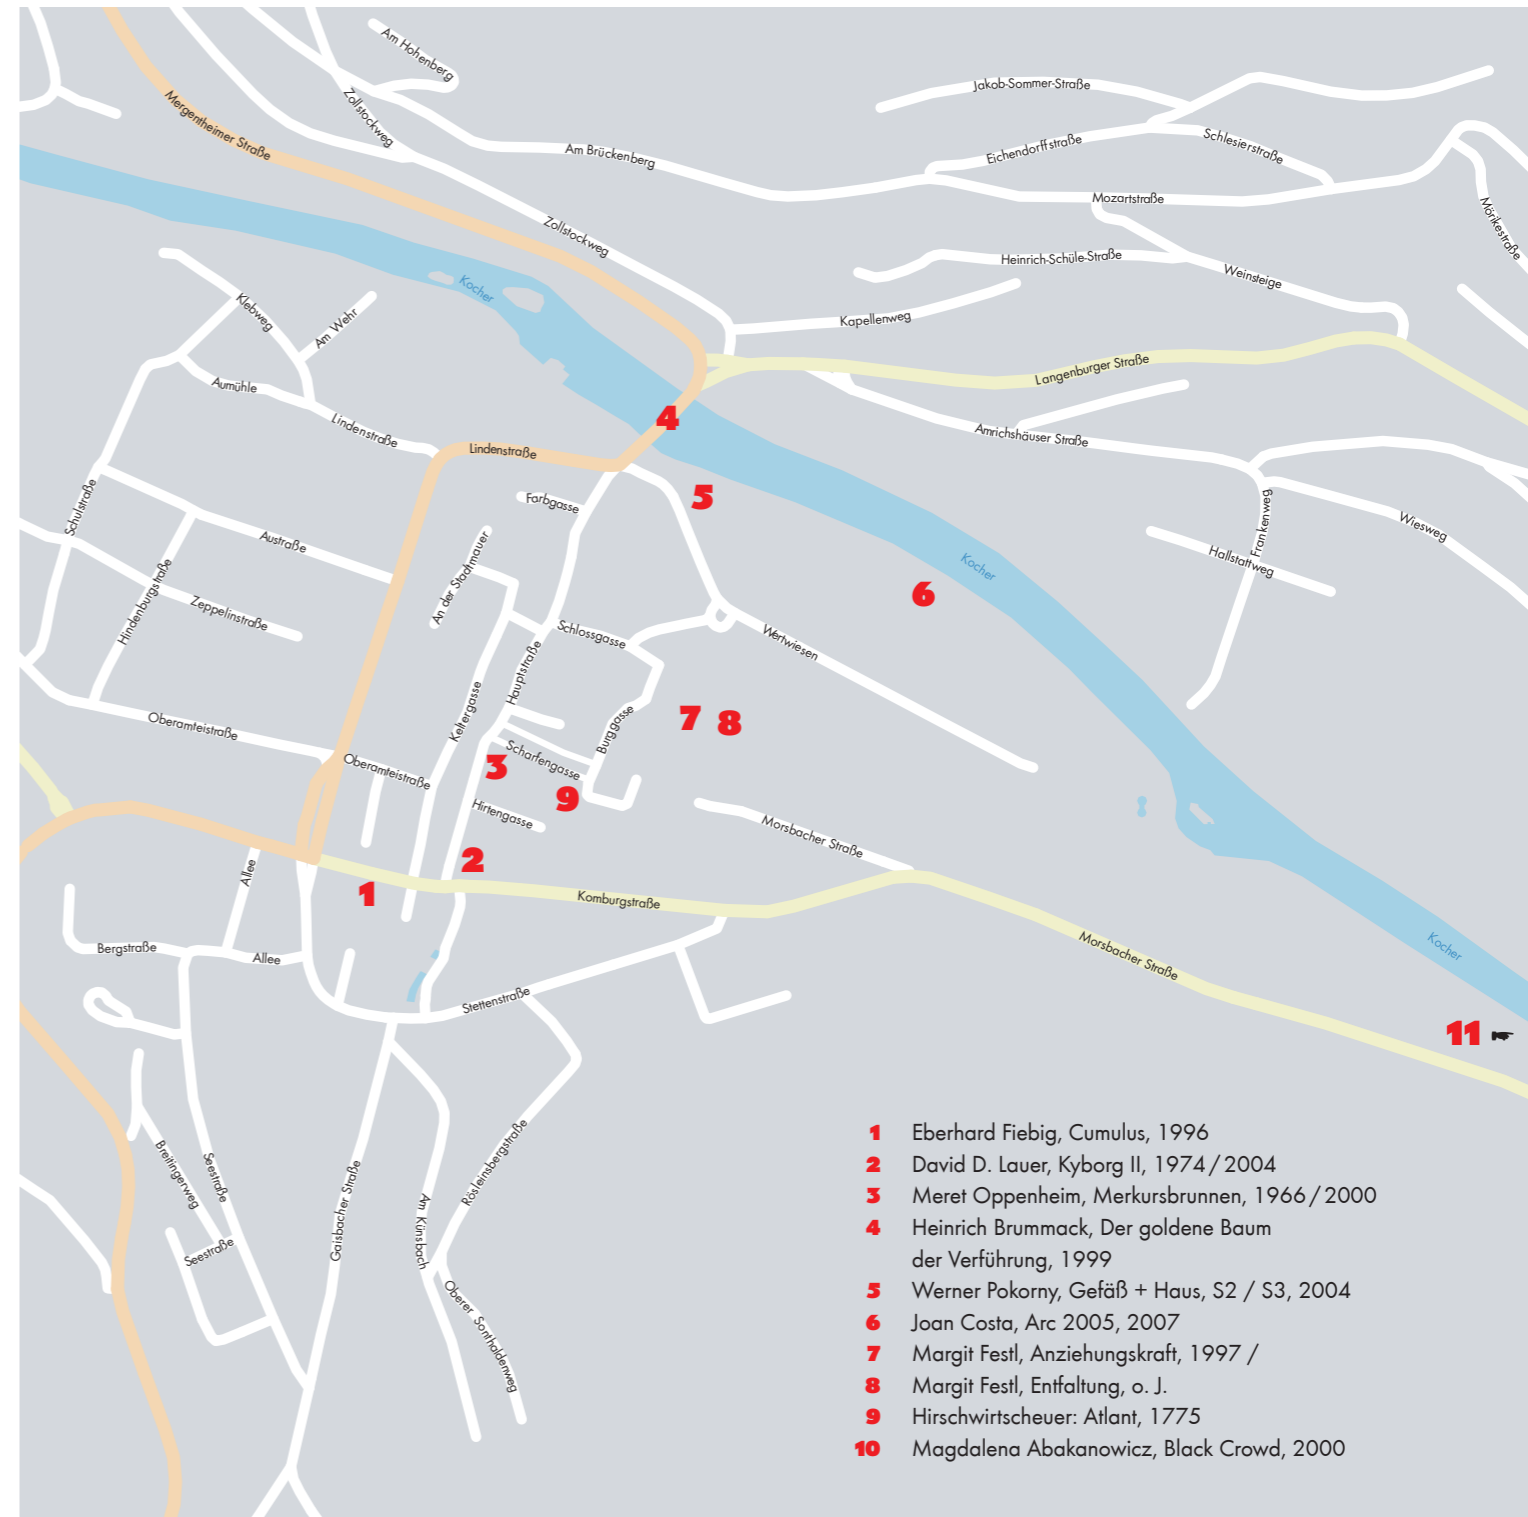 Am Hohenberg
Zollstockweg
Mergentheimer Straße
Jakob-Sommer-Straße
Am Brückenberg
Eichendorffstraße
Schlesierstraße
Mozartstraße
Mörikestraße
Zollstockweg
Heinrich-Schüle-Straße
Weinsteige
Kocher
Klebweg
Am Wehr
Kapellenweg
Langenburger Straße
Aumühle
Lindenstraße
Lindenstraße
4
Amrichshäuser Straße
Schulstraße
Farbgasse
5
Frankenweg
Wiesweg
Austraße
An der Stadtmauer
Hallstattweg
Kocher
6
Hindenburgstraße
Zeppelinstraße
Schlossgasse
Wertwiesen
Hauptstraße
Keltergasse
7
8
Burggasse
Oberamteistraße
Oberamteistraße
3
Scharfengasse
9
Hirtengasse
Morsbacher Straße
2
Allee
1
Komburgstraße
Bergstraße
Allee
Morsbacher Straße
Kocher
Stettenstraße
11
Breitingerweg
Seestraße
Seestraße
Gaisbacher Straße
Am Künsbach
Rösleinsbergstraße
Oberer Sonthaldenweg
1 Eberhard Fiebig, Cumulus, 1996
2 David D. Lauer, Kyborg II, 1974 / 2004
3 Meret Oppenheim, Merkursbrunnen, 1966 / 2000
4 Heinrich Brummack, Der goldene Baum
der Verführung, 1999
5 Werner Pokorny, Gefäß + Haus, S2 / S3, 2004
6 Joan Costa, Arc 2005, 2007
7 Margit Festl, Anziehungskraft, 1997 /
8 Margit Festl, Entfaltung, o. J.
9 Hirschwirtscheuer: Atlant, 1775
10 Magdalena Abakanowicz, Black Crowd, 2000